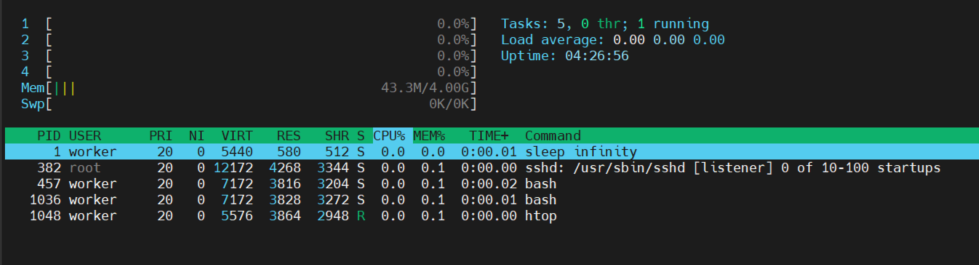 1 [ 0.0%] Tasks: 5, 0 thr; 1 running
2 [ 0.0%] Load average: 0.00 0.00 0.00
3 [ 0.0%] Uptime: 04:26:56
4 [ 0.0%]
Mem[||| 43.3M/4.00G]
Swp[ 0K/0K]
PID USER PRI NI VIRT RES SHR S CPU% MEM% TIME+ Command
1 worker 20 0 5440 580 512 S 0.0 0.0 0:00.01 sleep infinity
382 root 20 0 12172 4268 3344 S 0.0 0.1 0:00.00 sshd: /usr/sbin/sshd [listener] 0 of 10-100 startups
457 worker 20 0 7172 3816 3204 S 0.0 0.1 0:00.02 bash
1036 worker 20 0 7172 3828 3272 S 0.0 0.1 0:00.01 bash
1048 worker 20 0 5576 3864 2948 R 0.0 0.1 0:00.00 htop